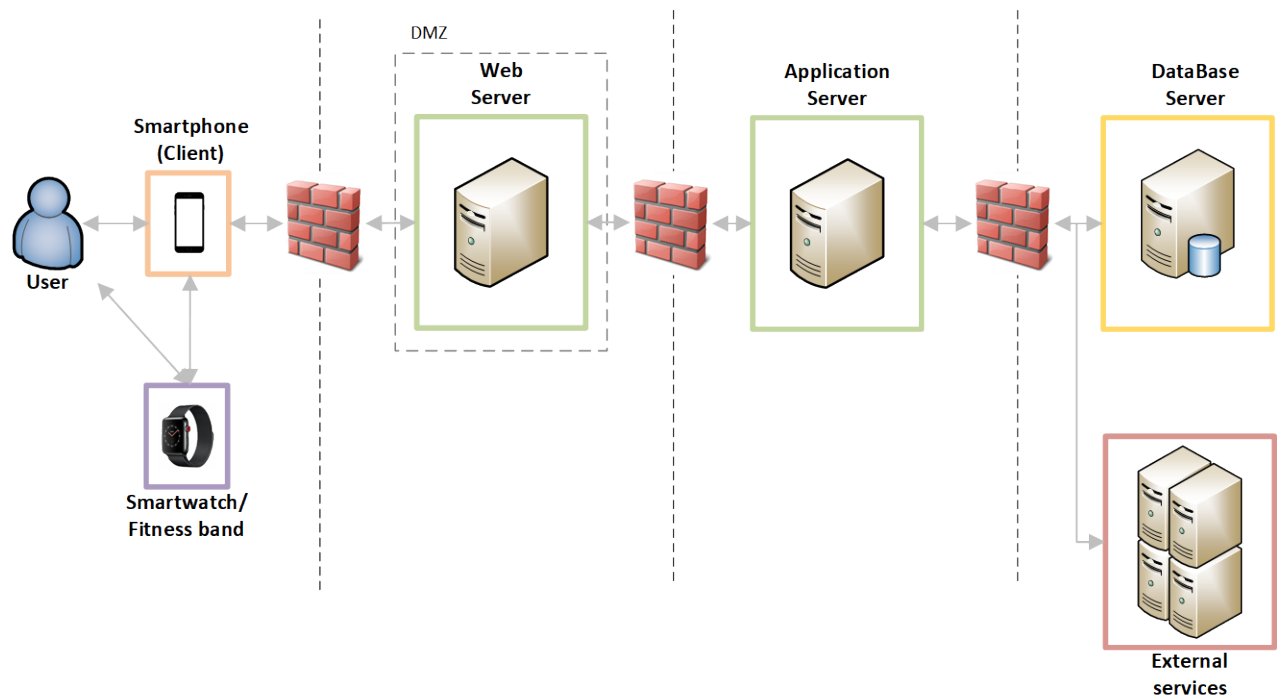 DMZ
Web
Server
Application
Server
DataBase
Server
Smartphone
(Client)
User
Smartwatch/
Fitness band
External
services